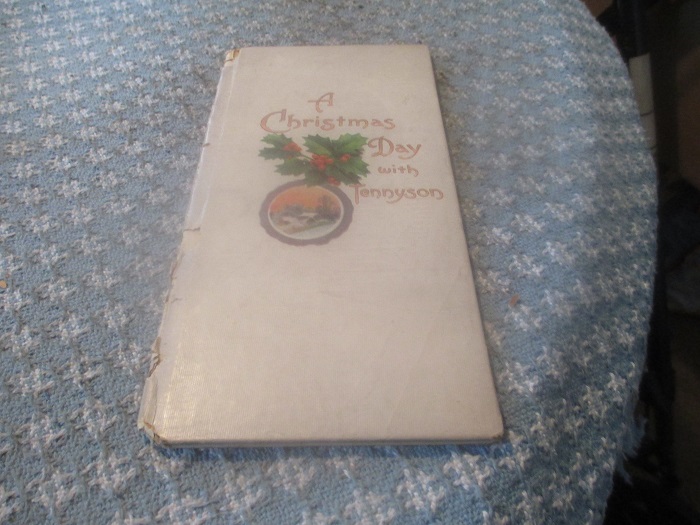 A
Christmas
Day
with
Tennyson